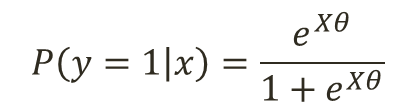 P(y = 1|x) = e^{Xθ} / (1 + e^{Xθ})